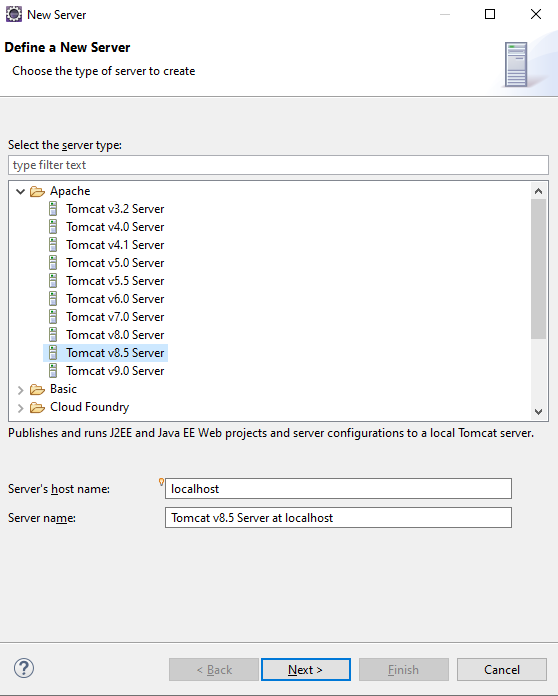 New Server
Define a New Server
Choose the type of server to create
Select the server type:
type filter text
Apache
Tomcat v3.2 Server
Tomcat v4.0 Server
Tomcat v4.1 Server
Tomcat v5.0 Server
Tomcat v5.5 Server
Tomcat v6.0 Server
Tomcat v7.0 Server
Tomcat v8.0 Server
Tomcat v8.5 Server
Tomcat v9.0 Server
Basic
Cloud Foundry
Publishes and runs J2EE and Java EE Web projects and server configurations to a local Tomcat server.
Server's host name: localhost
Server name: Tomcat v8.5 Server at localhost
? < Back Next > Finish Cancel